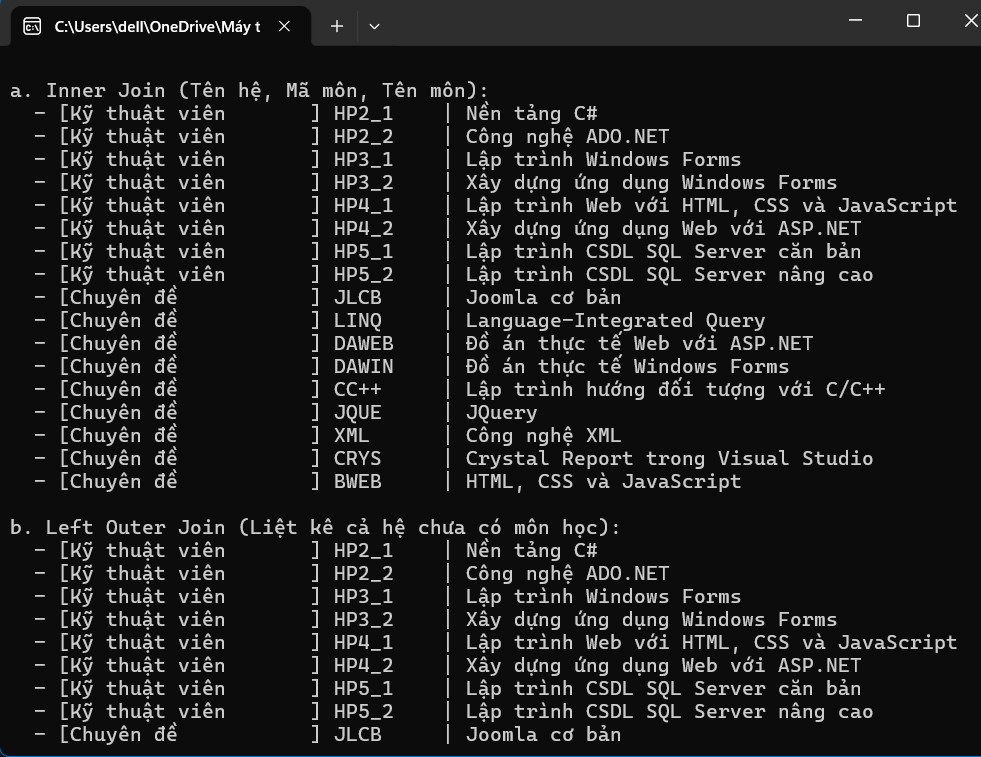 C:\Users\dell\OneDrive\Máy t
a. Inner Join (Tên hệ, Mã môn, Tên môn):
- [Kỹ thuật viên ] HP2_1 | Nền tảng C#
- [Kỹ thuật viên ] HP2_2 | Công nghệ ADO.NET
- [Kỹ thuật viên ] HP3_1 | Lập trình Windows Forms
- [Kỹ thuật viên ] HP3_2 | Xây dựng ứng dụng Windows Forms
- [Kỹ thuật viên ] HP4_1 | Lập trình Web với HTML, CSS và JavaScript
- [Kỹ thuật viên ] HP4_2 | Xây dựng ứng dụng Web với ASP.NET
- [Kỹ thuật viên ] HP5_1 | Lập trình CSDL SQL Server căn bản
- [Kỹ thuật viên ] HP5_2 | Lập trình CSDL SQL Server nâng cao
- [Chuyên đề ] JLCB | Joomla cơ bản
- [Chuyên đề ] LINQ | Language-Integrated Query
- [Chuyên đề ] DAWEB | Đồ án thực tế Web với ASP.NET
- [Chuyên đề ] DAWIN | Đồ án thực tế Windows Forms
- [Chuyên đề ] CC++ | Lập trình hướng đối tượng với C/C++
- [Chuyên đề ] JQUE | JQuery
- [Chuyên đề ] XML | Công nghệ XML
- [Chuyên đề ] CRYS | Crystal Report trong Visual Studio
- [Chuyên đề ] BWEB | HTML, CSS và JavaScript
b. Left Outer Join (Liệt kê cả hệ chưa có môn học):
- [Kỹ thuật viên ] HP2_1 | Nền tảng C#
- [Kỹ thuật viên ] HP2_2 | Công nghệ ADO.NET
- [Kỹ thuật viên ] HP3_1 | Lập trình Windows Forms
- [Kỹ thuật viên ] HP3_2 | Xây dựng ứng dụng Windows Forms
- [Kỹ thuật viên ] HP4_1 | Lập trình Web với HTML, CSS và JavaScript
- [Kỹ thuật viên ] HP4_2 | Xây dựng ứng dụng Web với ASP.NET
- [Kỹ thuật viên ] HP5_1 | Lập trình CSDL SQL Server căn bản
- [Kỹ thuật viên ] HP5_2 | Lập trình CSDL SQL Server nâng cao
- [Chuyên đề ] JLCB | Joomla cơ bản